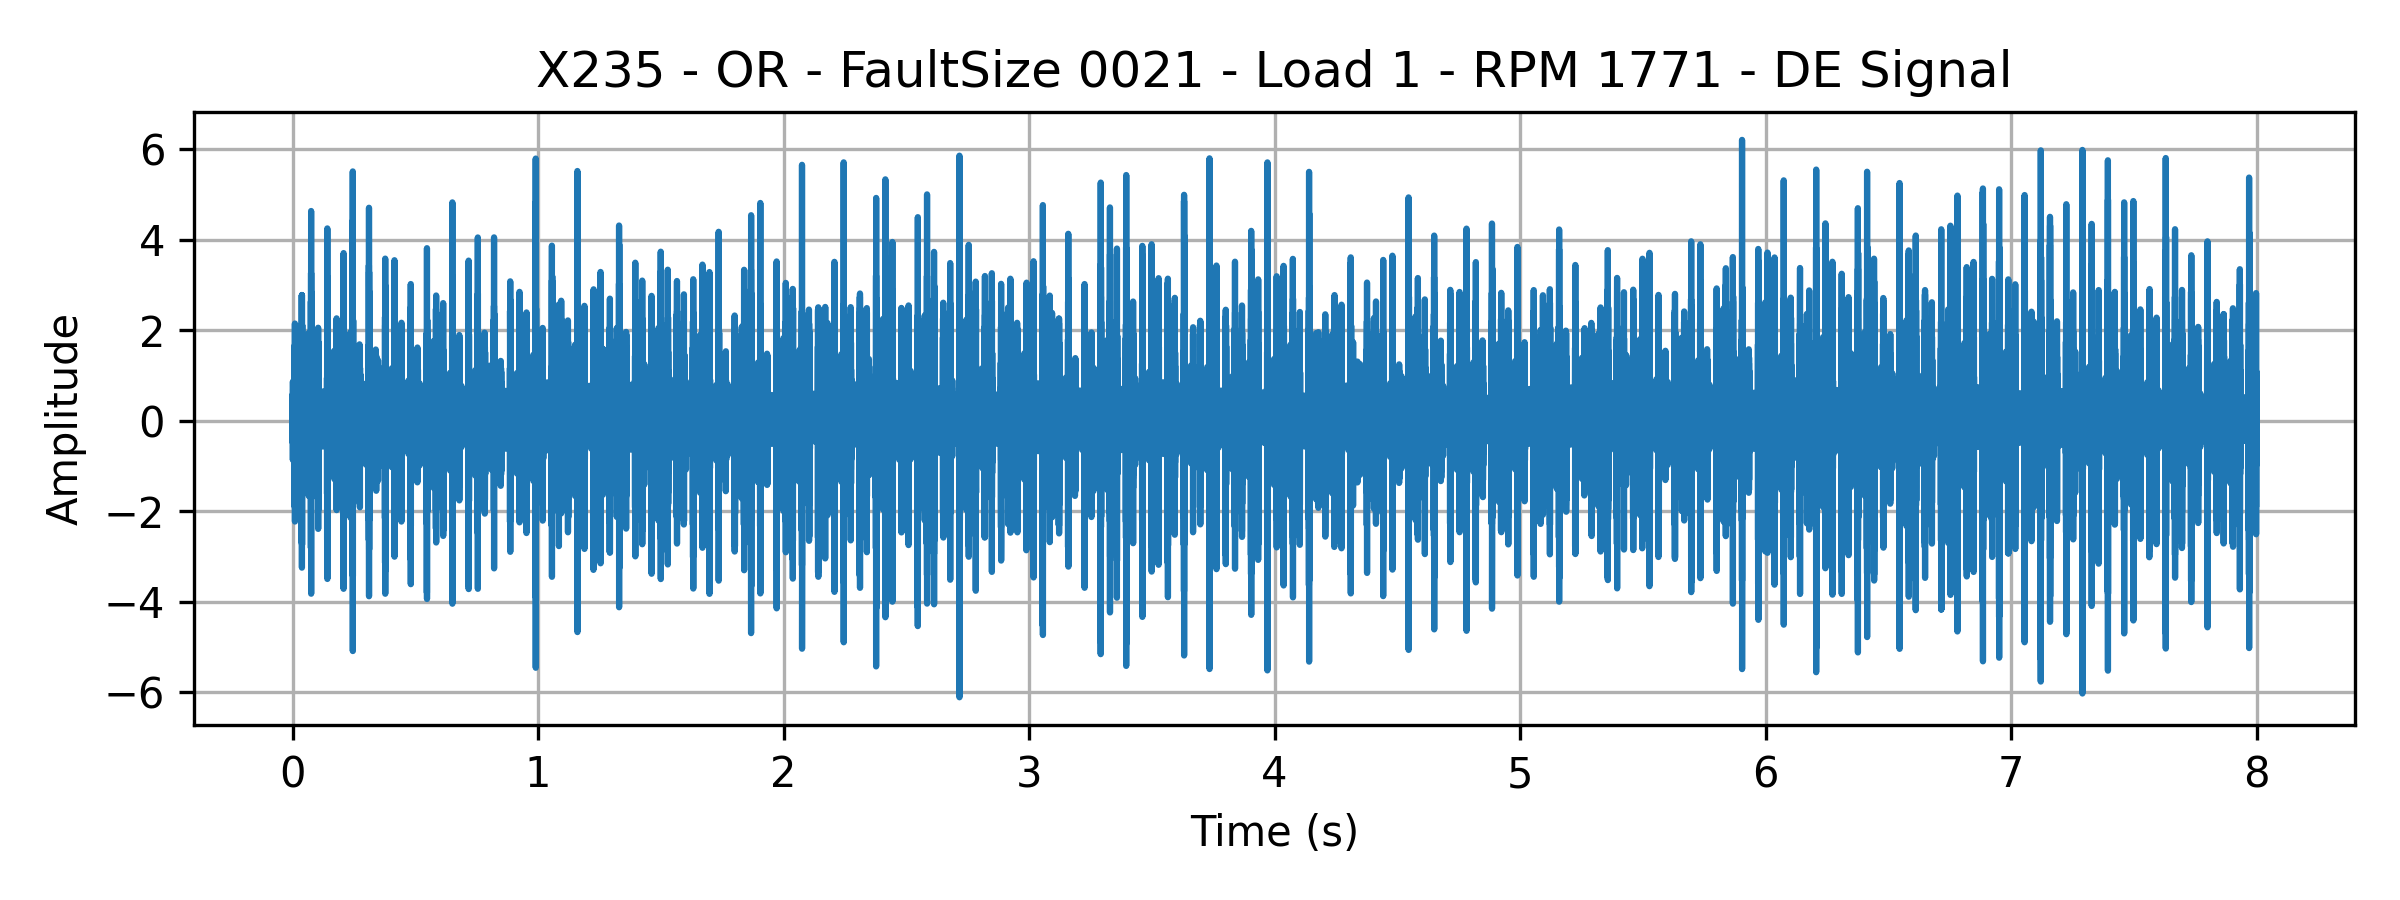 X235 - OR - FaultSize 0021 - Load 1 - RPM 1771 - DE Signal
Amplitude
6
4
2
0
−2
−4
−6
0 1 2 3 4 5 6 7 8
Time (s)